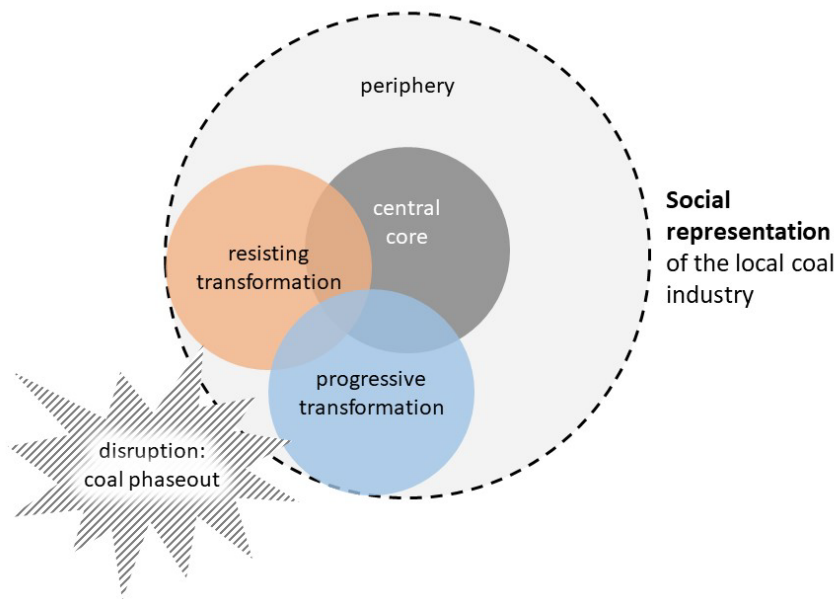 periphery
central
core
resisting
transformation
progressive
transformation
disruption:
coal phaseout
Social
representation
of the local coal
industry